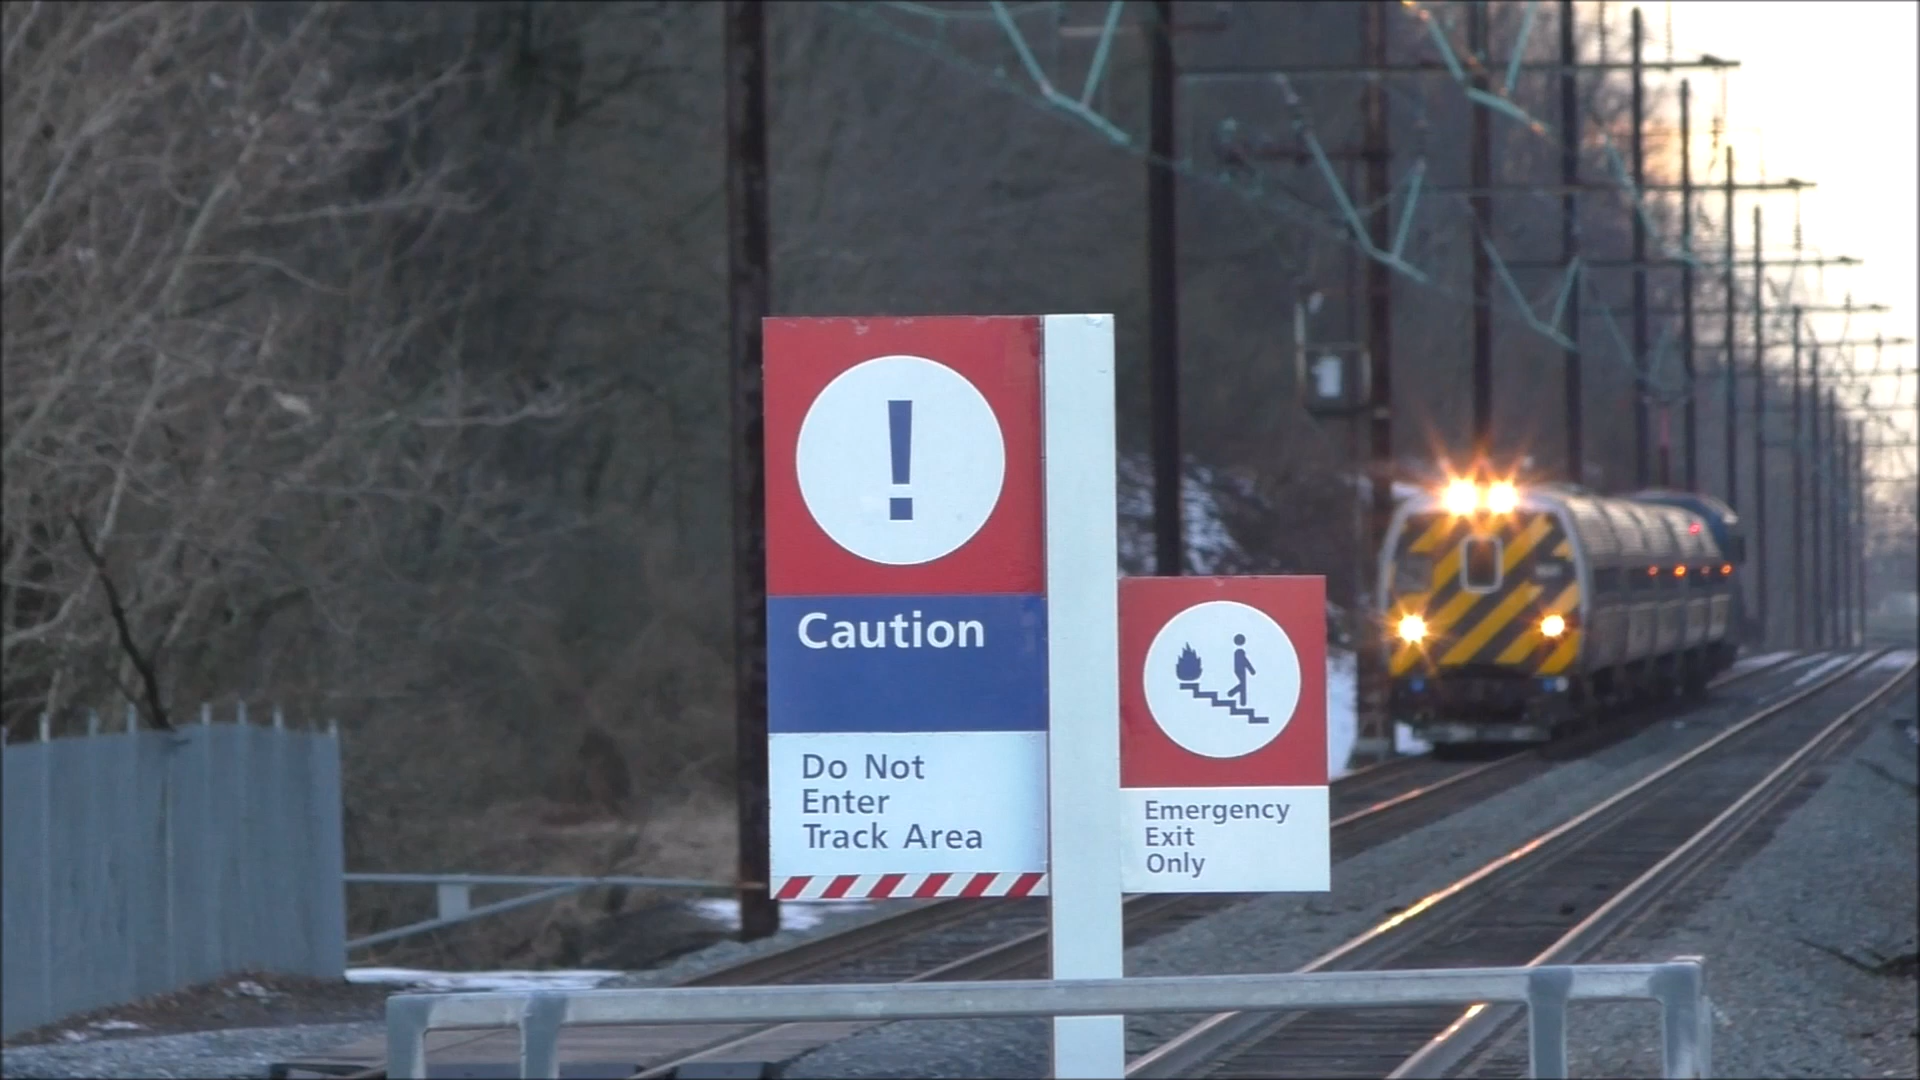 !
Caution
Do Not
Enter
Track Area
Emergency
Exit
Only